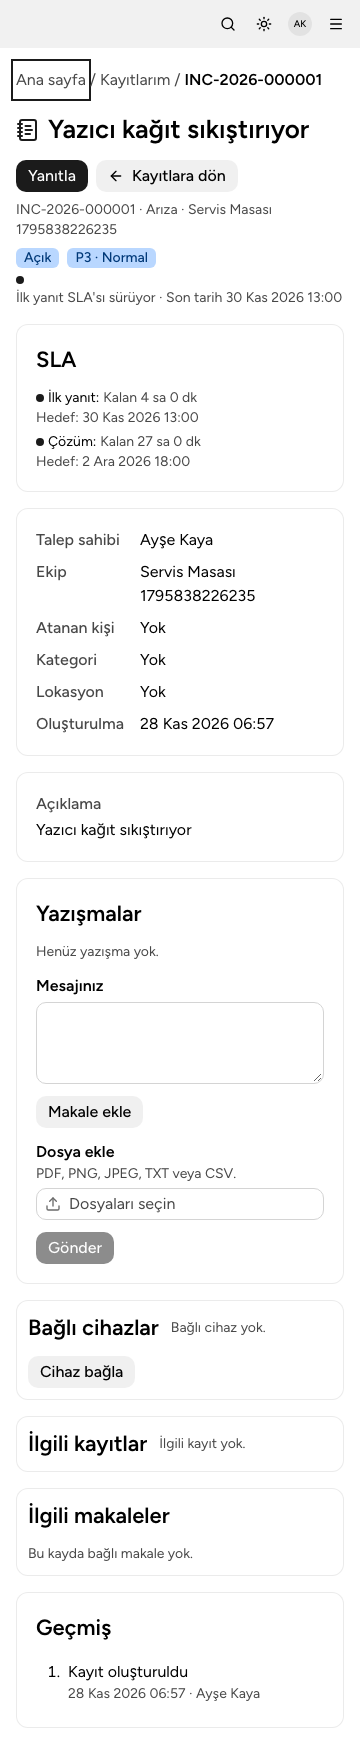 AK
Ana sayfa / Kayıtlarım / INC-2026-000001
Yazıcı kağıt sıkıştırıyor
Yanıtla
Kayıtlara dön
INC-2026-000001 · Arıza · Servis Masası
1795838226235
Açık
P3 · Normal
İlk yanıt SLA'sı sürüyor · Son tarih 30 Kas 2026 13:00
SLA
İlk yanıt: Kalan 4 sa 0 dk
Hedef: 30 Kas 2026 13:00
Çözüm: Kalan 27 sa 0 dk
Hedef: 2 Ara 2026 18:00
Talep sahibi Ayşe Kaya
Ekip Servis Masası
1795838226235
Atanan kişi Yok
Kategori Yok
Lokasyon Yok
Oluşturulma 28 Kas 2026 06:57
Açıklama
Yazıcı kağıt sıkıştırıyor
Yazışmalar
Henüz yazışma yok.
Mesajınız
Makale ekle
Dosya ekle
PDF, PNG, JPEG, TXT veya CSV.
Dosyaları seçin
Gönder
Bağlı cihazlar Bağlı cihaz yok.
Cihaz bağla
İlgili kayıtlar İlgili kayıt yok.
İlgili makaleler
Bu kayda bağlı makale yok.
Geçmiş
1. Kayıt oluşturuldu
28 Kas 2026 06:57 · Ayşe Kaya